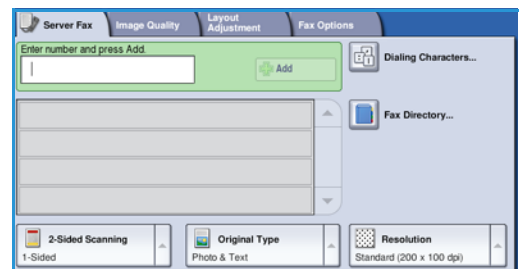 Server Fax
Image Quality
Layout
Adjustment
Fax Options
Enter number and press Add.
Add
Dialing Characters...
Fax Directory...
2-Sided Scanning
1-Sided
Original Type
Photo & Text
Resolution
Standard (200 x 100 dpi)